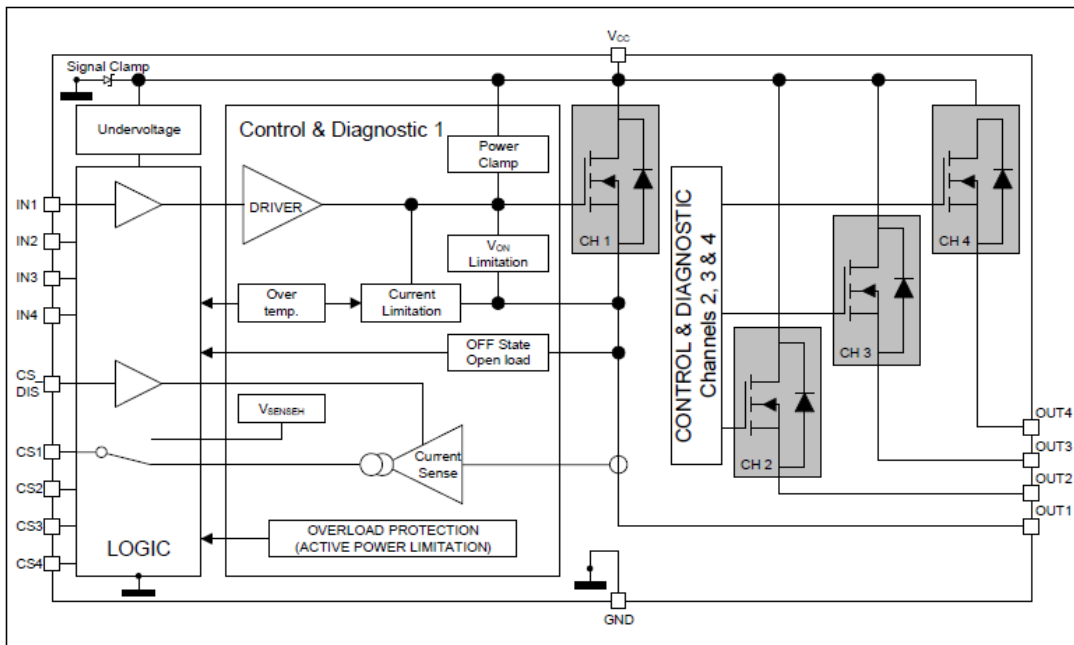 VCC
Signal Clamp
Undervoltage
Control & Diagnostic 1
Power
Clamp
IN1
DRIVER
CH 1
CONTROL & DIAGNOSTIC
Channels 2, 3 & 4
CH 4
IN2
VON
Limitation
IN3
Over
temp.
Current
Limitation
IN4
OFF State
Open load
CH 3
CS_
DIS
VSENSEH
CS1
Current
Sense
CH 2
OUT4
OUT3
CS2
OUT2
CS3
OVERLOAD PROTECTION
(ACTIVE POWER LIMITATION)
OUT1
LOGIC
CS4
GND